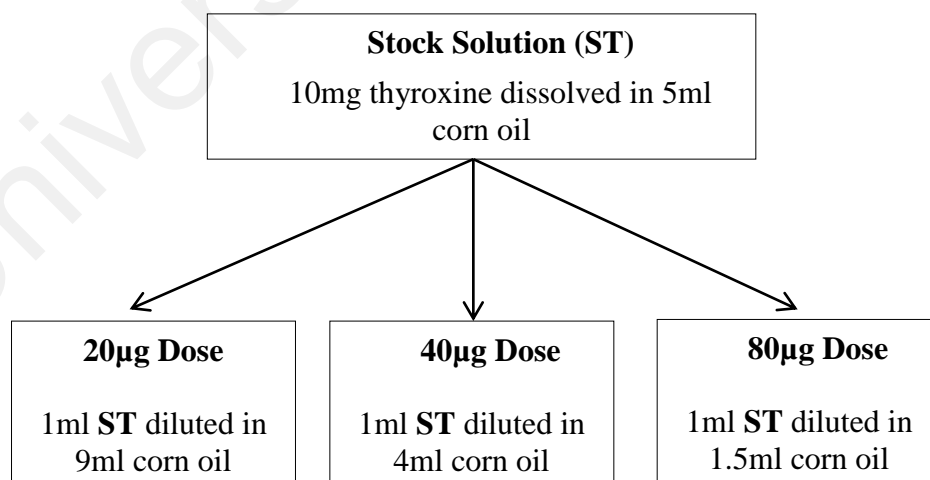 Stock Solution (ST)
10mg thyroxine dissolved in 5ml
corn oil
20µg Dose
1ml ST diluted in
9ml corn oil
40µg Dose
1ml ST diluted in
4ml corn oil
80µg Dose
1ml ST diluted in
1.5ml corn oil